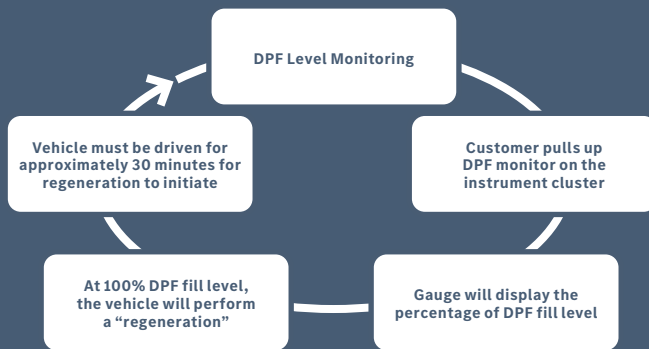 DPF Level Monitoring
Customer pulls up
DPF monitor on the
instrument cluster
Gauge will display the
percentage of DPF fill level
At 100% DPF fill level,
the vehicle will perform
a “regeneration”
Vehicle must be driven for
approximately 30 minutes for
regeneration to initiate